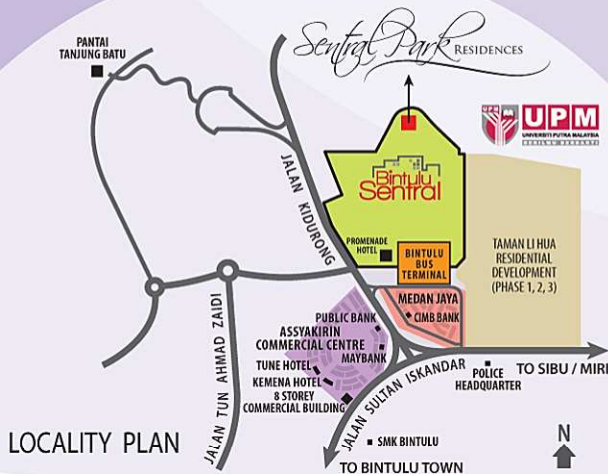 Sentral Park RESIDENCES
PANTAI
TANJUNG BATU
UPM
UNIVERSITI PUTRA MALAYSIA
BERILMU BERBAKTI
JALAN KIDURONG
Bintulu
Sentral
PROMENADE
HOTEL
BINTULU
BUS
TERMINAL
TAMAN LI HUA
RESIDENTIAL
DEVELOPMENT
(PHASE 1, 2, 3)
MEDAN JAYA
CIMB BANK
PUBLIC BANK
ASSYAKIRIN
COMMERCIAL CENTRE
MAYBANK
TUNE HOTEL
KEMENA HOTEL
8 STOREY
COMMERCIAL BUILDING
JALAN TUN AHMAD ZAIDI
JALAN SULTAN ISKANDAR
POLICE
HEADQUARTER
TO SIBU / MIRI
SMK BINTULU
TO BINTULU TOWN
LOCALITY PLAN
N